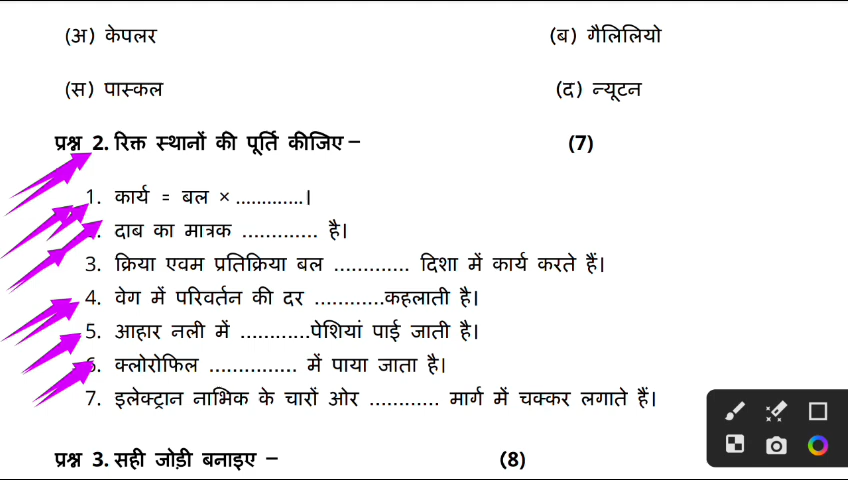 (अ) केपलर (ब) गैलिलियो
(स) पास्कल (द) न्यूटन
प्रश्न 2. रिक्त स्थानों की पूर्ति कीजिए – (7)
1. कार्य = बल × .............।
. दाब का मात्रक ............. है।
3. क्रिया एवम प्रतिक्रिया बल ............. दिशा में कार्य करते हैं।
4. वेग में परिवर्तन की दर ............कहलाती है।
5. आहार नली में ............पेशियां पाई जाती है।
6. क्लोरोफिल ............... में पाया जाता है।
7. इलेक्ट्रान नाभिक के चारों ओर ............ मार्ग में चक्कर लगाते हैं।
प्रश्न 3. सही जोड़ी बनाइए – (8)